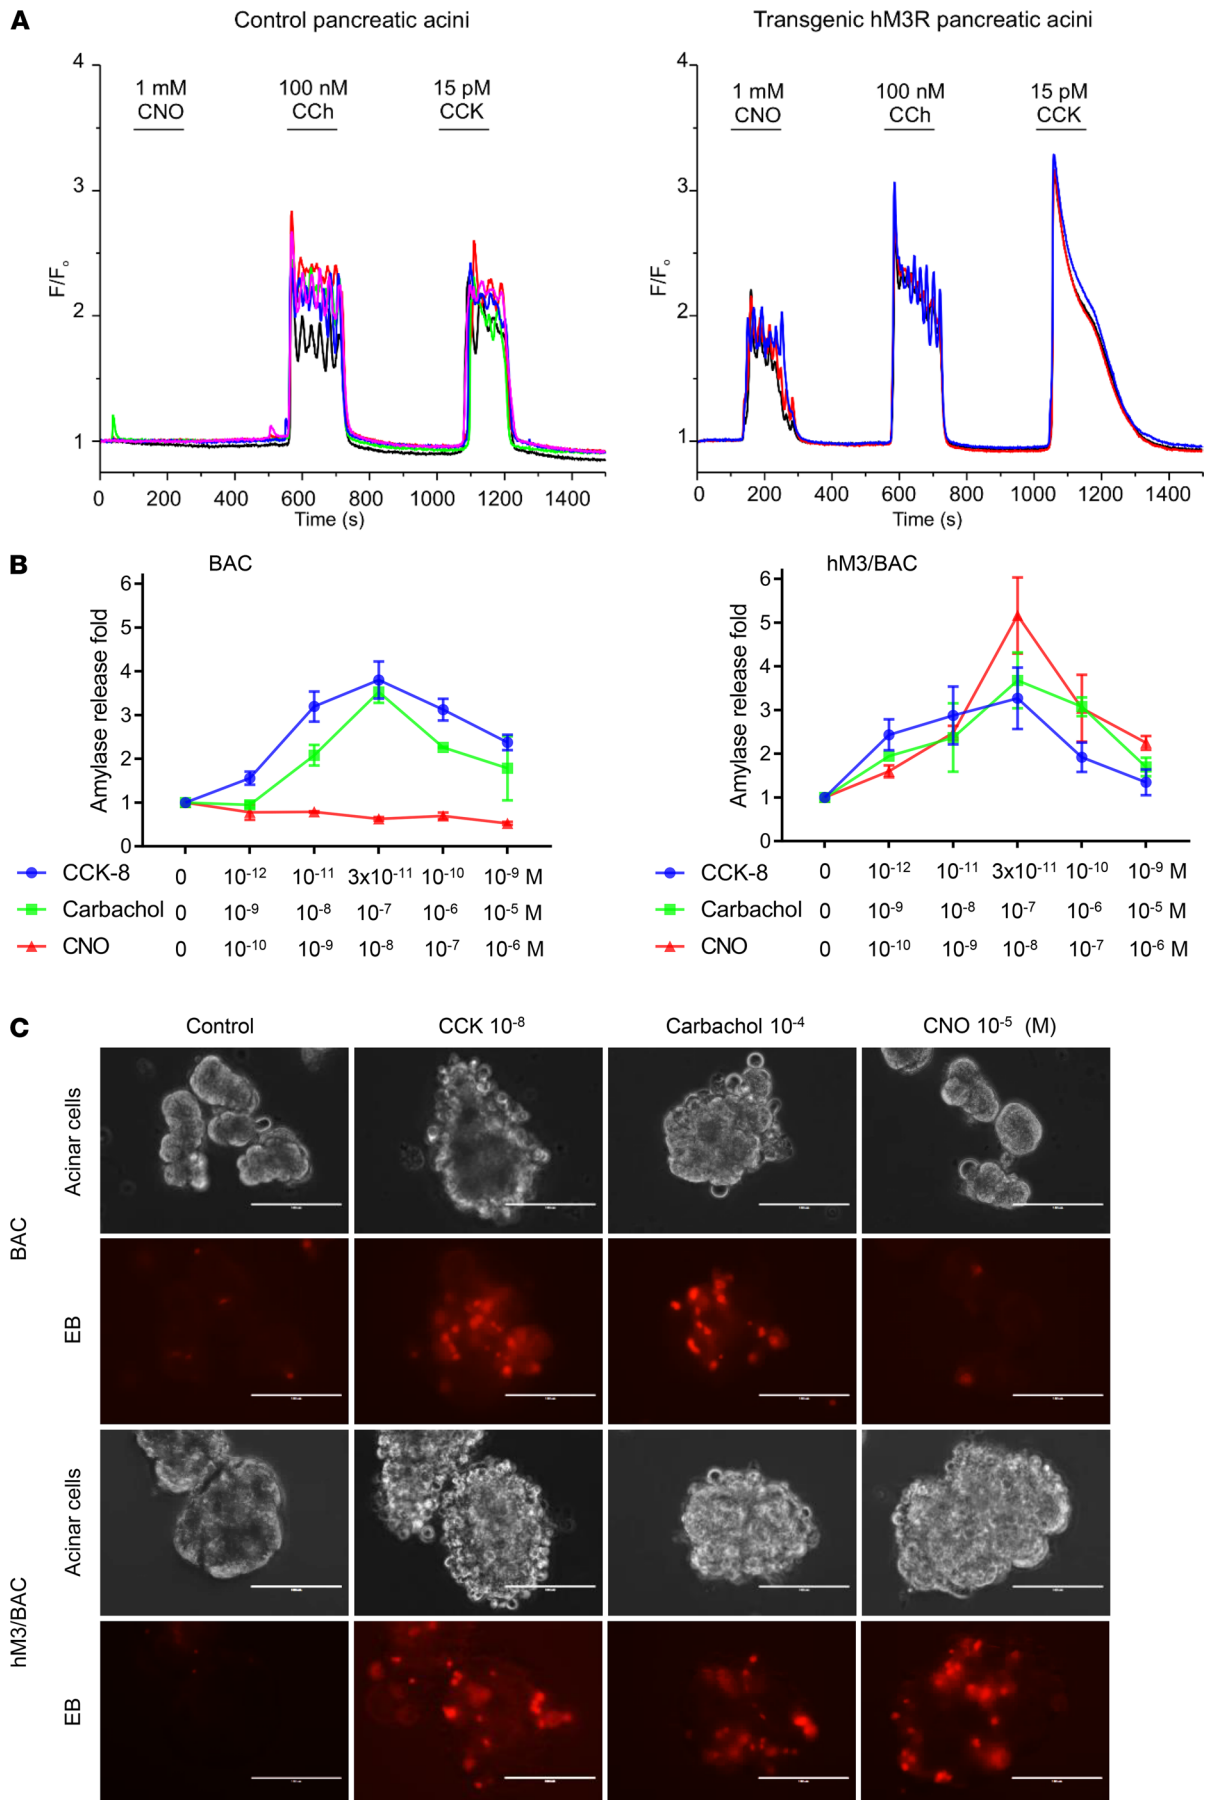 A
Control pancreatic acini
Transgenic hM3R pancreatic acini
4
3
2
1
F/Fo
1 mM
CNO
100 nM
CCh
15 pM
CCK
0 200 400 600 800 1000 1200 1400
Time (s)
4
3
2
1
F/Fo
1 mM
CNO
100 nM
CCh
15 pM
CCK
0 200 400 600 800 1000 1200 1400
Time (s)
B
BAC
6
5
4
3
2
1
0
Amylase release fold
CCK-8 0 10-12 10-11 3x10-11 10-10 10-9 M
Carbachol 0 10-9 10-8 10-7 10-6 10-5 M
CNO 0 10-10 10-9 10-8 10-7 10-6 M
hM3/BAC
6
5
4
3
2
1
0
Amylase release fold
CCK-8 0 10-12 10-11 3x10-11 10-10 10-9 M
Carbachol 0 10-9 10-8 10-7 10-6 10-5 M
CNO 0 10-10 10-9 10-8 10-7 10-6 M
C
Control
CCK 10-8
Carbachol 10-4
CNO 10-5 (M)
BAC
Acinar cells
EB
hM3/BAC
Acinar cells
EB